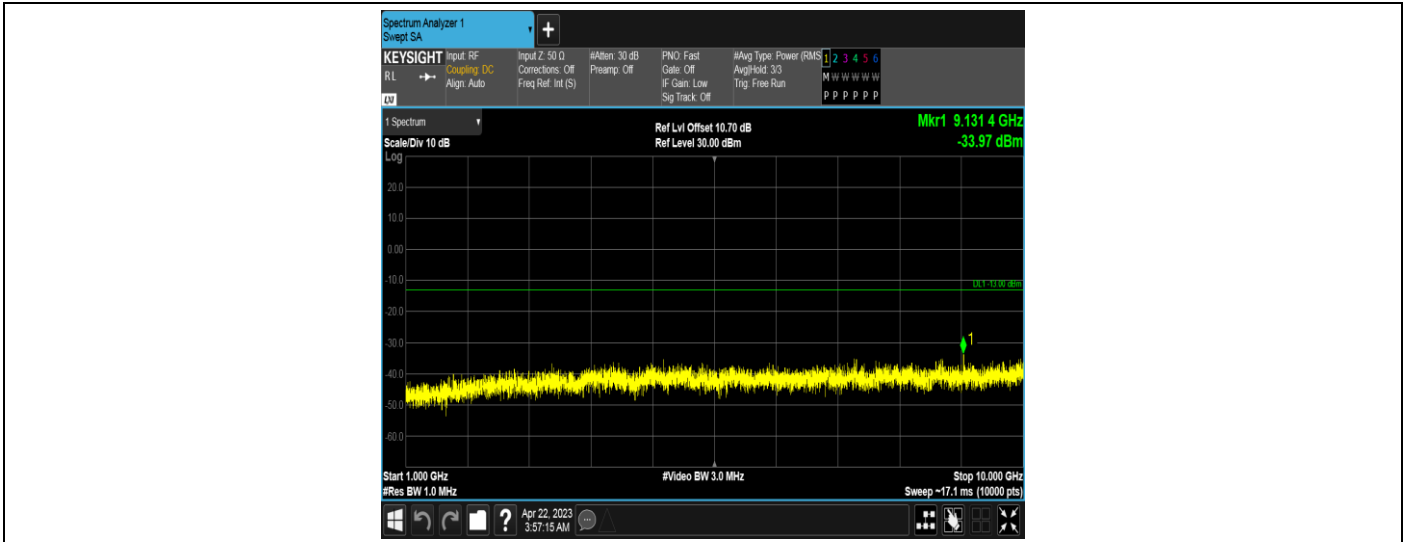 Spectrum Analyzer 1
Swept SA
+
KEYSIGHT
RL
LXI
Input: RF
Coupling: DC
Align: Auto
Input Z: 50 Ω
Corrections: Off
Freq Ref: Int (S)
#Atten: 30 dB
Preamp: Off
PNO: Fast
Gate: Off
IF Gain: Low
Sig Track: Off
#Avg Type: Power (RMS
Avg|Hold: 3/3
Trig: Free Run
1 2 3 4 5 6
M W W W W W
P P P P P P
1 Spectrum
Scale/Div 10 dB
Ref Lvl Offset 10.70 dB
Ref Level 30.00 dBm
Mkr1 9.131 4 GHz
-33.97 dBm
Log
20.0
10.0
0.00
-10.0
DL1 -13.00 dBm
-20.0
-30.0
1
-40.0
-50.0
-60.0
Start 1.000 GHz
#Res BW 1.0 MHz
#Video BW 3.0 MHz
Stop 10.000 GHz
Sweep ~17.1 ms (10000 pts)
?
Apr 22, 2023
3:57:15 AM